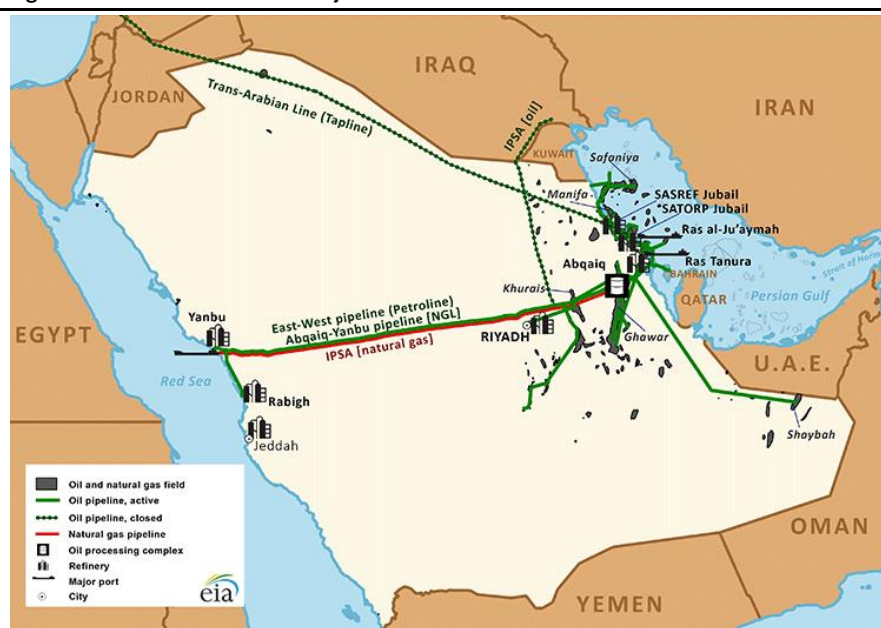 IRAQ
IRAN
JORDAN
Trans-Arabian Line (Tapline)
IPSA [oil]
KUWAIT
Safaniya
Manifa
SASREF Jubail
SATORP Jubail
Ras al-Ju'aymah
Ras Tanura
Abqaiq
BAHRAIN
Strait of Horm
Khurais
QATAR
Persian Gulf
Yanbu
East-West pipeline (Petroline)
Abqaiq-Yanbu pipeline [NGL]
IPSA [natural gas]
RIYADH
Ghawar
EGYPT
U.A.E.
Red Sea
Rabigh
Jeddah
Shaybah
Oil and natural gas field
Oil pipeline, active
Oil pipeline, closed
Natural gas pipeline
Oil processing complex
Refinery
Major port
City
eia
OMAN
YEMEN